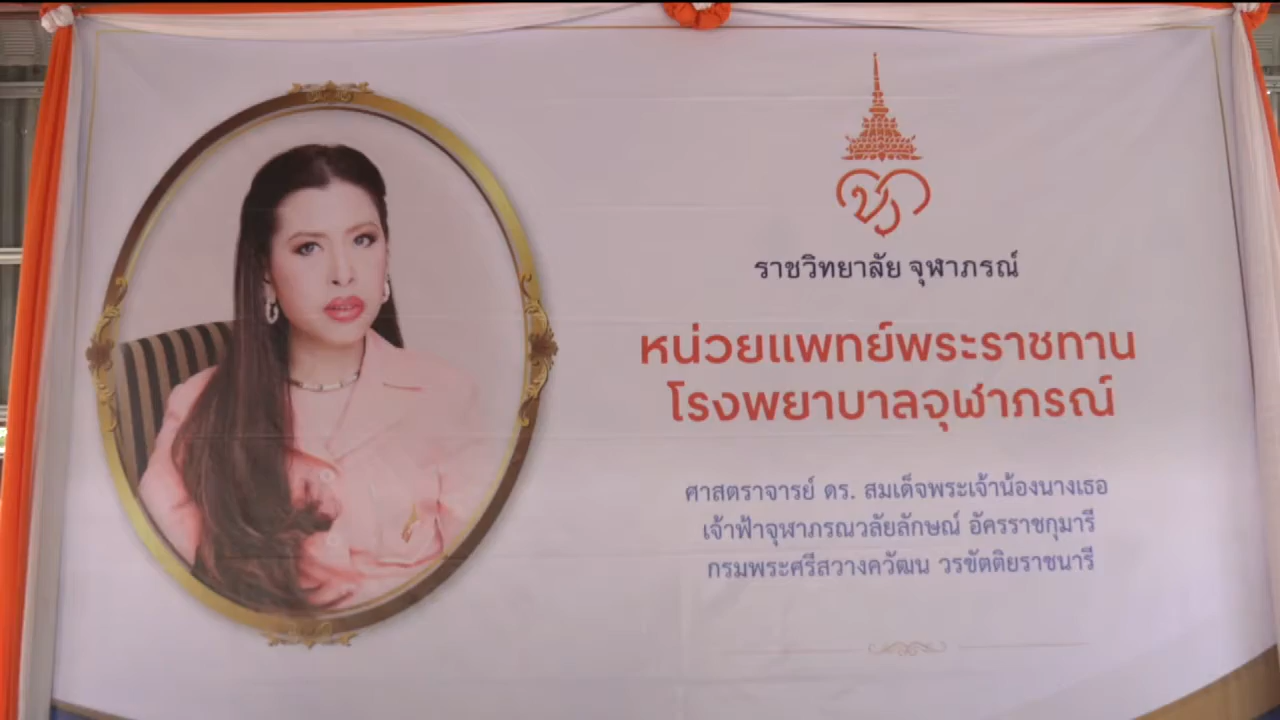 ราชวิทยาลัย จุฬาภรณ์
หน่วยแพทย์พระราชทาน
โรงพยาบาลจุฬาภรณ์
ศาสตราจารย์ ดร. สมเด็จพระเจ้าน้องนางเธอ
เจ้าฟ้าจุฬาภรณวลัยลักษณ์ อัครราชกุมารี
กรมพระศรีสวางควัฒน วรขัตติยราชนารี